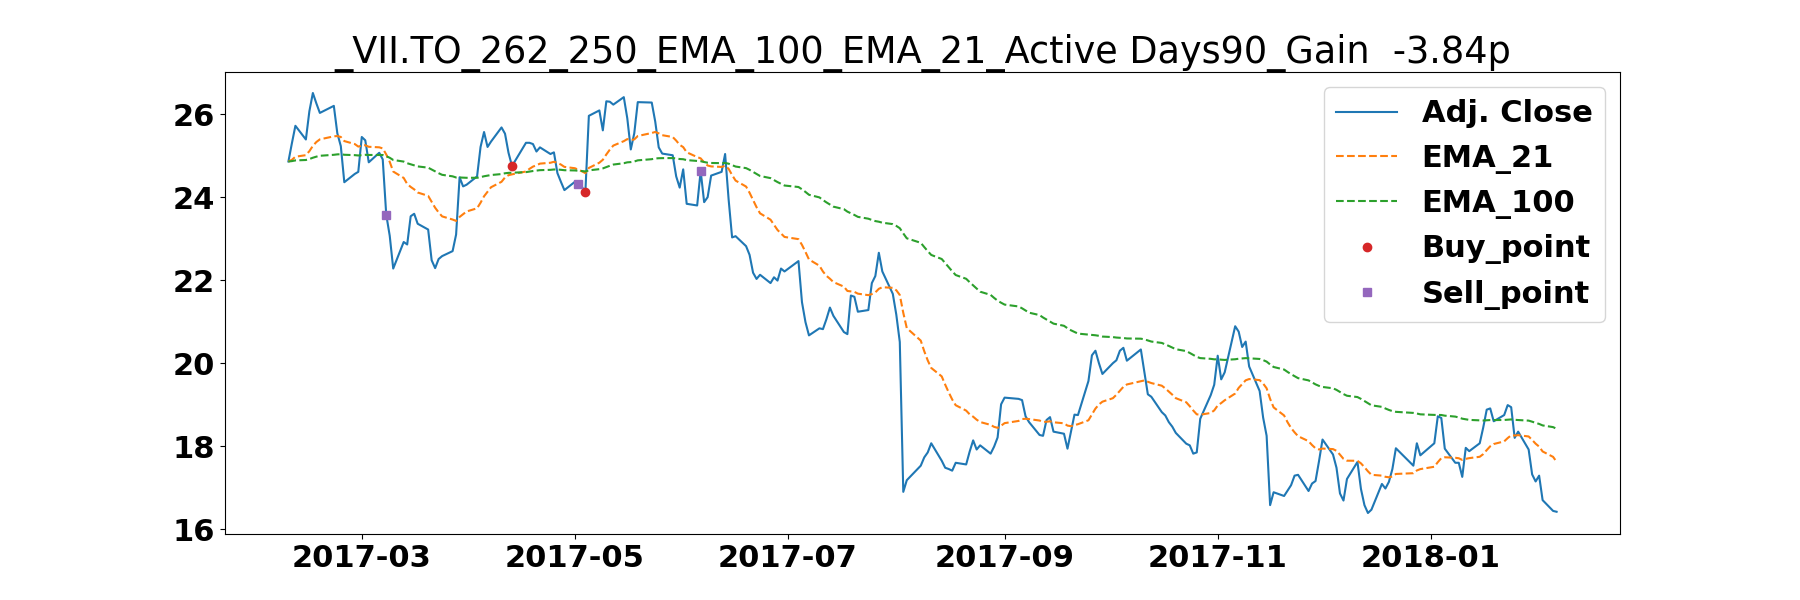 _VII.TO_262_250_EMA_100_EMA_21_Active Days90_Gain  -3.84p
26
24
22
20
18
16
Adj. Close
EMA_21
EMA_100
Buy_point
Sell_point
2017-03 2017-05 2017-07 2017-09 2017-11 2018-01